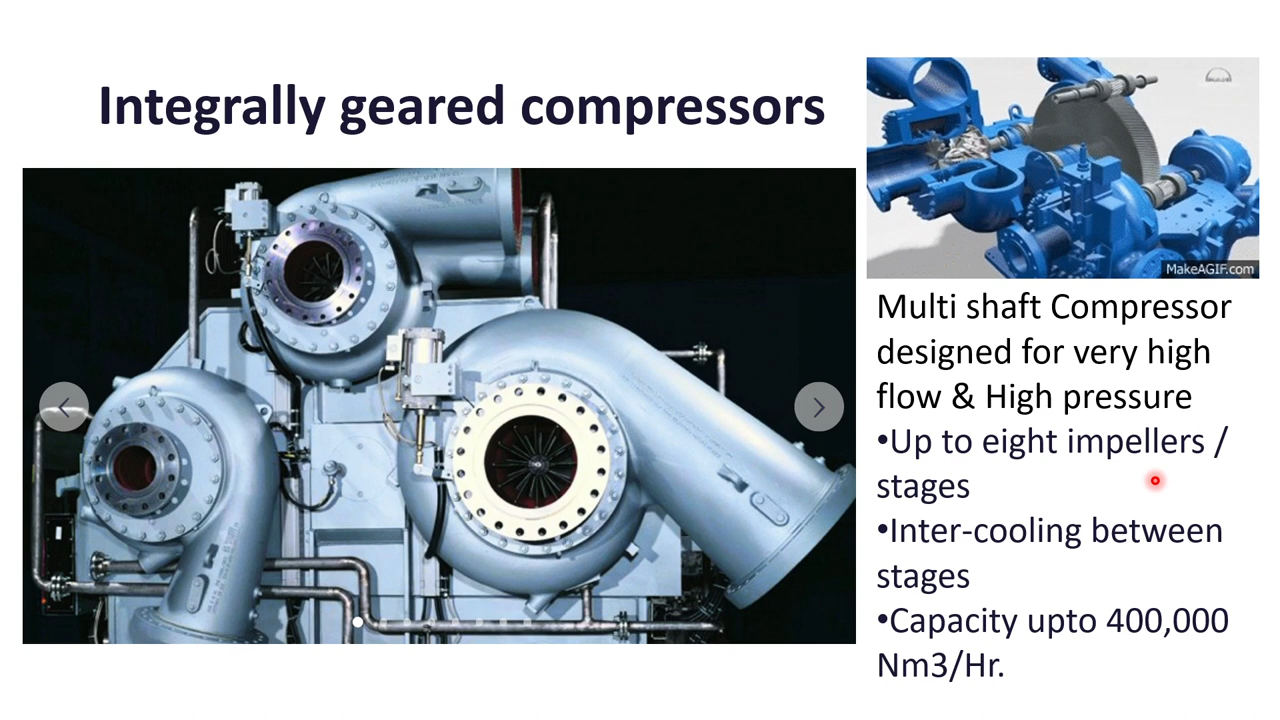 Integrally geared compressors
MakeAGIF.com
Multi shaft Compressor
designed for very high
flow & High pressure
•Up to eight impellers /
stages
•Inter-cooling between
stages
•Capacity upto 400,000
Nm3/Hr.